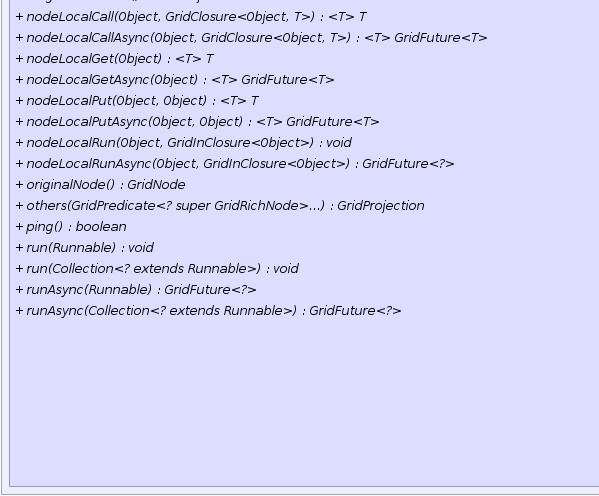 + nodeLocalCall(Object, GridClosure<Object, T>) : <T> T
+ nodeLocalCallAsync(Object, GridClosure<Object, T>) : <T> GridFuture<T>
+ nodeLocalGet(Object) : <T> T
+ nodeLocalGetAsync(Object) : <T> GridFuture<T>
+ nodeLocalPut(Object, Object) : <T> T
+ nodeLocalPutAsync(Object, Object) : <T> GridFuture<T>
+ nodeLocalRun(Object, GridInClosure<Object>) : void
+ nodeLocalRunAsync(Object, GridInClosure<Object>) : GridFuture<?>
+ originalNode() : GridNode
+ others(GridPredicate<? super GridRichNode>...) : GridProjection
+ ping() : boolean
+ run(Runnable) : void
+ run(Collection<? extends Runnable>) : void
+ runAsync(Runnable) : GridFuture<?>
+ runAsync(Collection<? extends Runnable>) : GridFuture<?>